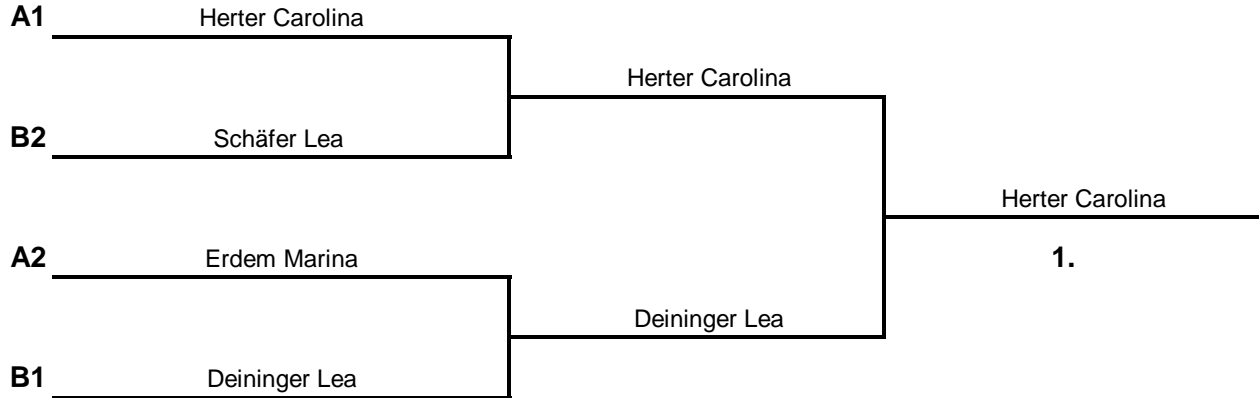 A1 Herter Carolina
Herter Carolina
B2 Schäfer Lea
Herter Carolina
A2 Erdem Marina
1.
Deininger Lea
B1 Deininger Lea